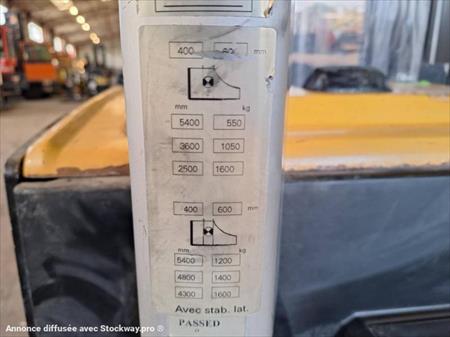 400 600 mm
mm kg
5400 550
3600 1050
2500 1600
400 600 mm
mm kg
5400 1200
4800 1400
4300 1600
Avec stab. lat.
PASSED
Annonce diffusée avec Stockway.pro ®